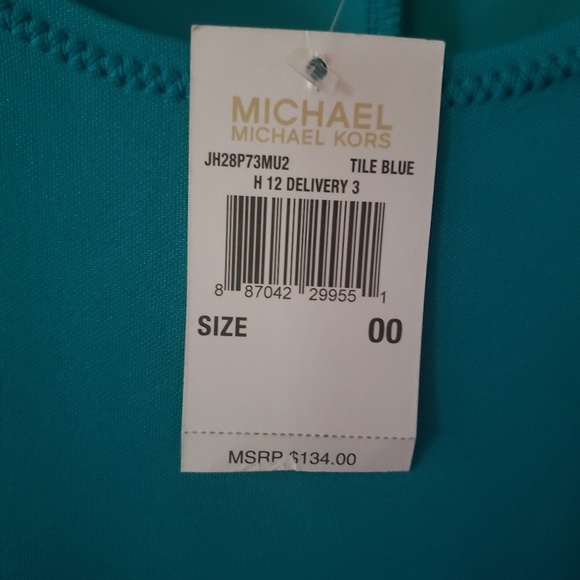 MICHAEL
MICHAEL KORS
JH28P73MU2 TILE BLUE
H 12 DELIVERY 3
8 87042 29955 1
SIZE 00
MSRP $134.00